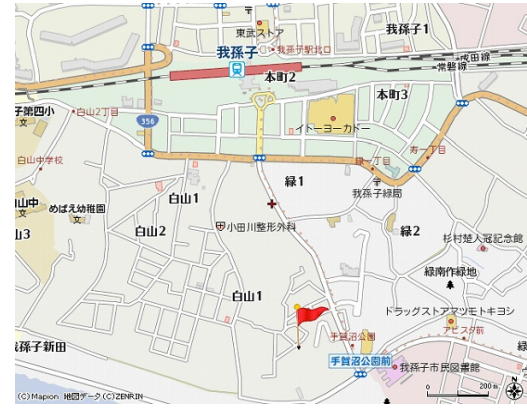 我孫子1
東武ストア
我孫子駅北口
我孫子
成田線
常磐線
本町2
本町3
子第四小
白山2丁目
356
イトーヨーカドー
寿一丁目
白山中学校
緑一丁目
我孫子緑局
緑1
山山中
めばえ幼稚園
白山1
白山2
小田川整形外科
緑2
山3
杉村楚人冠記念館
緑南作緑地
白山1
ドラッグストアマツモトキヨシ
アビスタ前
手賀沼公園
手賀沼公園前
我孫子新田
我孫子市民図書館
緑
0 200m
(C)Mapion 地図データ(C)ZENRIN